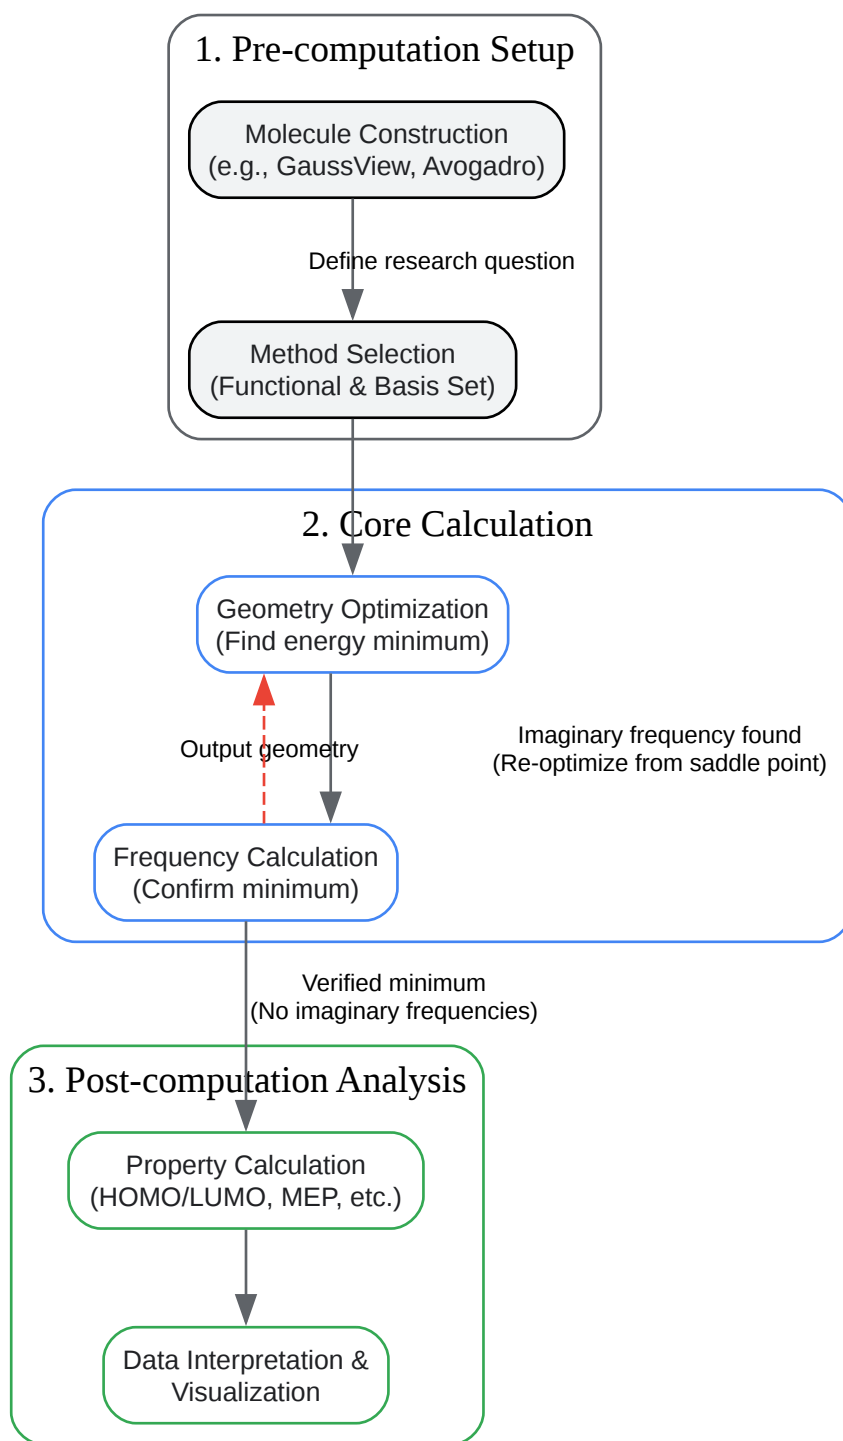 1. Pre-computation Setup
Molecule Construction
(e.g., GaussView, Avogadro)
Define research question
Method Selection
(Functional & Basis Set)
2. Core Calculation
Geometry Optimization
(Find energy minimum)
Output geometry
Imaginary frequency found
(Re-optimize from saddle point)
Frequency Calculation
(Confirm minimum)
Verified minimum
(No imaginary frequencies)
3. Post-computation Analysis
Property Calculation
(HOMO/LUMO, MEP, etc.)
Data Interpretation &
Visualization